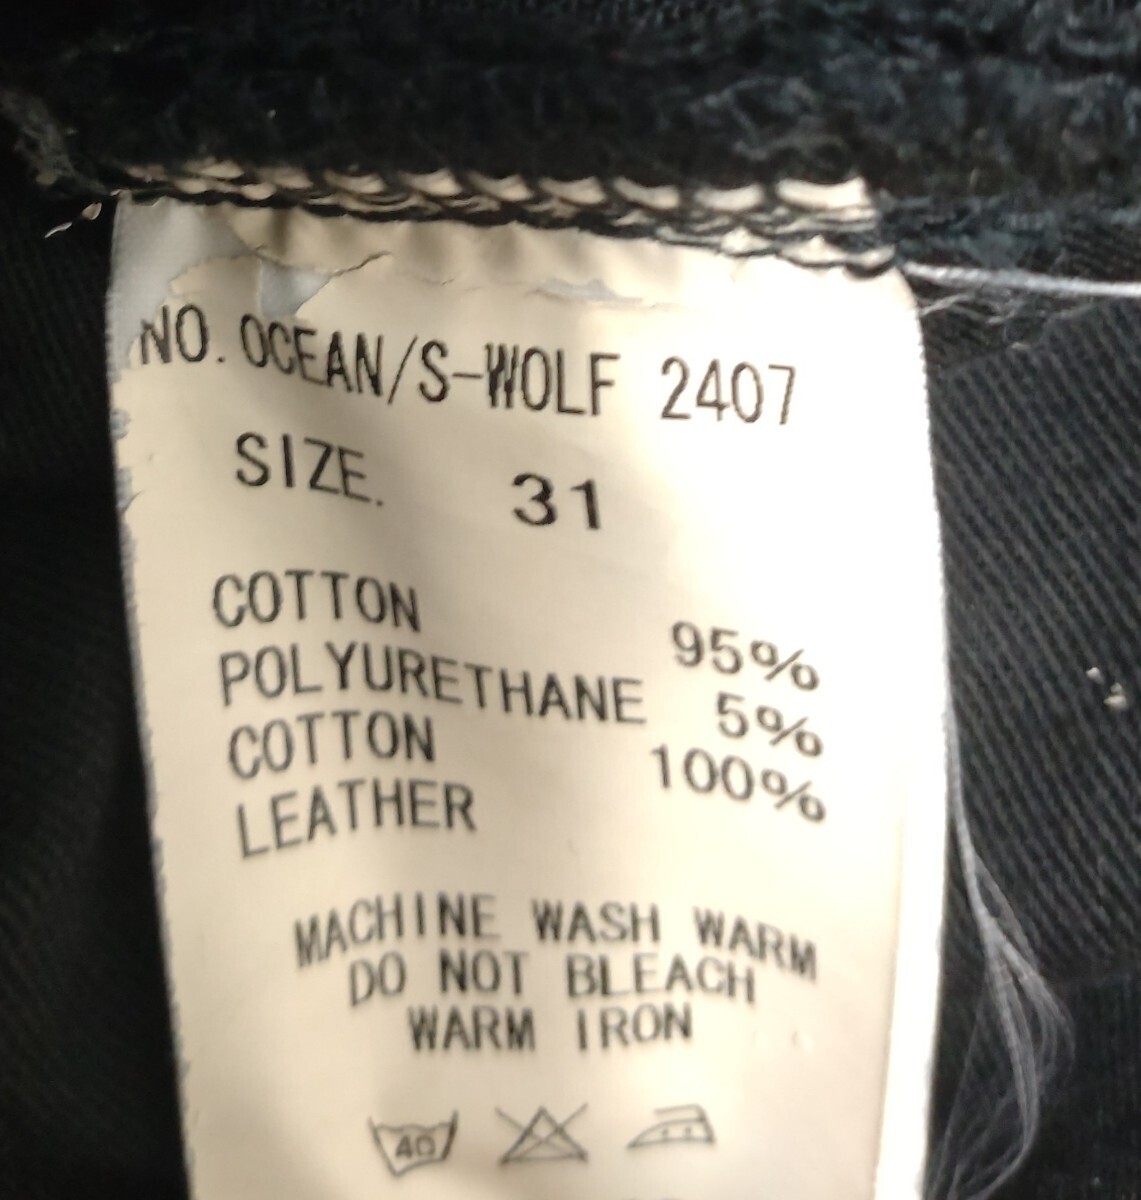 NO. OCEAN/S-WOLF 2407
SIZE. 31
COTTON 95%
POLYURETHANE 5%
COTTON 100%
LEATHER
MACHINE WASH WARM
DO NOT BLEACH
WARM IRON
40